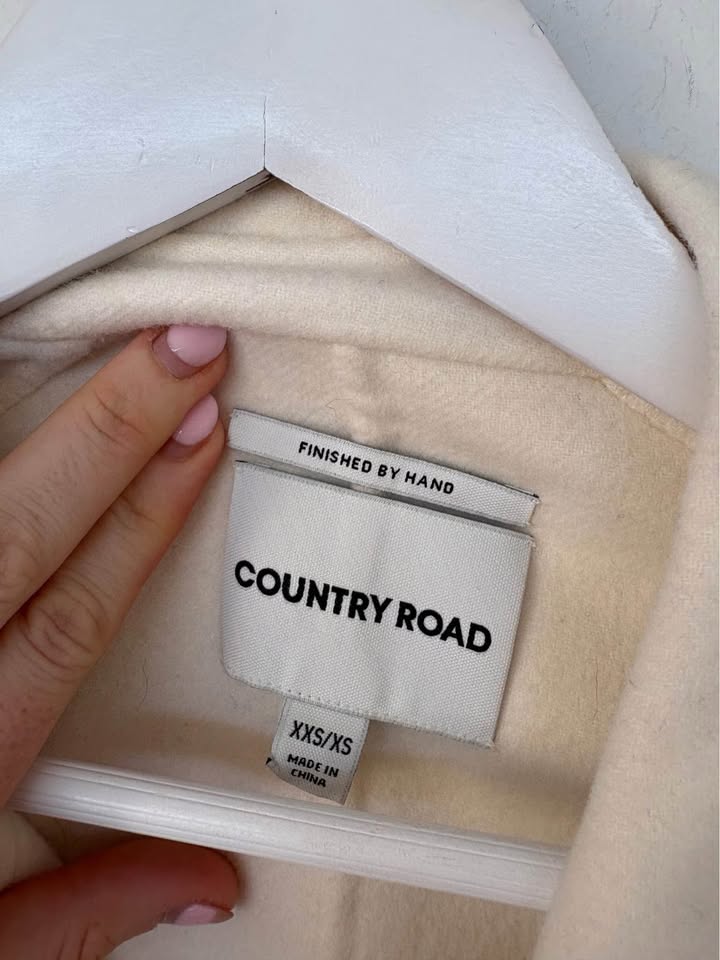 FINISHED BY HAND
COUNTRY ROAD
XXS/XS
MADE IN
CHINA